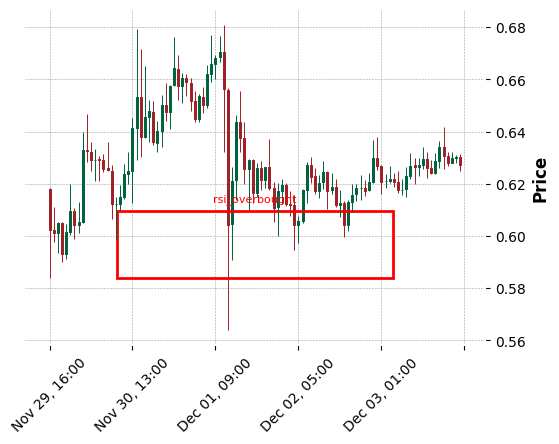 0.68
0.66
0.64
0.62
0.60
0.58
0.56
Price
rsi_overbought
Nov 29, 16:00
Nov 30, 13:00
Dec 01, 09:00
Dec 02, 05:00
Dec 03, 01:00